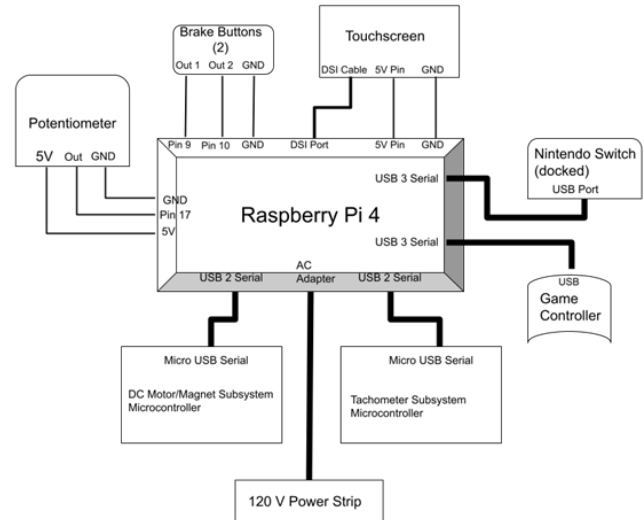 Brake Buttons
(2)
Out 1 Out 2 GND
Touchscreen
DSI Cable 5V Pin GND
Potentiometer
5V Out GND
Pin 9 Pin 10 GND DSI Port 5V Pin GND
GND
Pin 17
5V
Raspberry Pi 4
USB 3 Serial
USB 3 Serial
Nintendo Switch
(docked)
USB Port
USB
Game
Controller
USB 2 Serial
AC
Adapter
USB 2 Serial
Micro USB Serial
DC Motor/Magnet Subsystem
Microcontroller
Micro USB Serial
Tachometer Subsystem
Microcontroller
120 V Power Strip